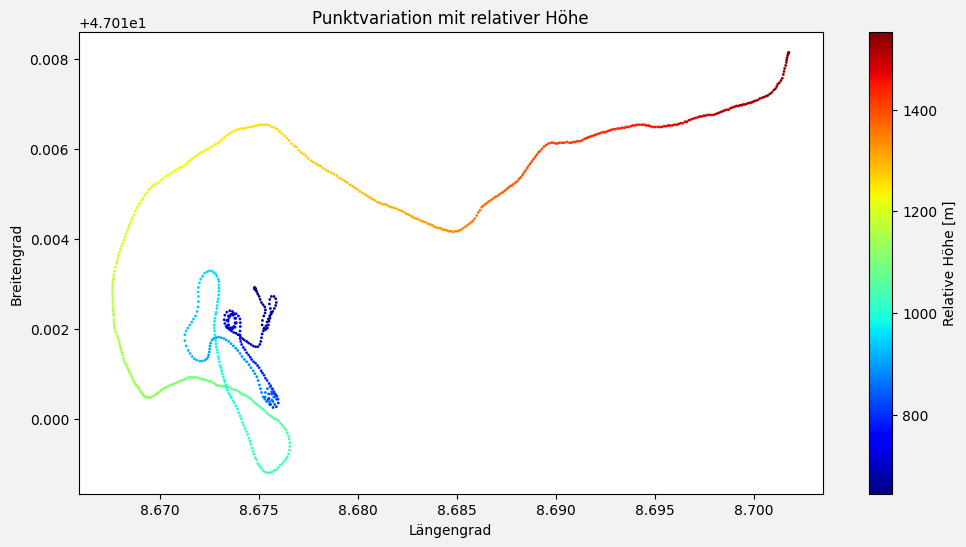 Punktvariation mit relativer Höhe
+4.701e1
0.008
0.006
0.004
0.002
0.000
Breitengrad
8.670 8.675 8.680 8.685 8.690 8.695 8.700
Längengrad
1400
1200
1000
800
Relative Höhe [m]